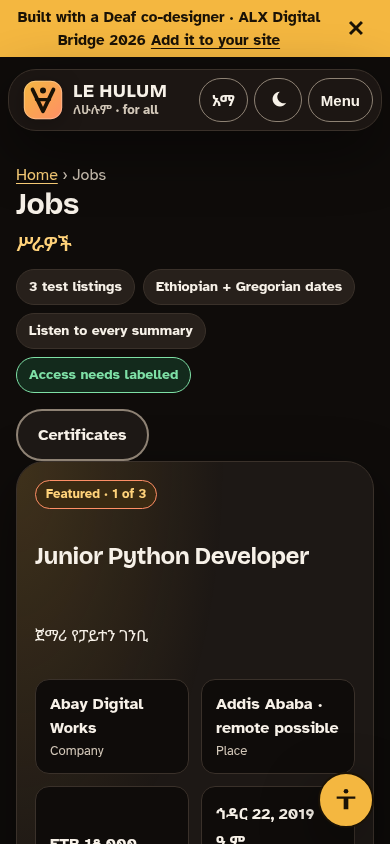 Built with a Deaf co-designer · ALX Digital
Bridge 2026 Add it to your site
LE HULUM
ለሁሉም · for all
አማ
Menu
Home › Jobs
Jobs
ሥራዎች
3 test listings
Ethiopian + Gregorian dates
Listen to every summary
Access needs labelled
Certificates
Featured · 1 of 3
Junior Python Developer
ጀማሪ የፓይተን ገንቢ
Abay Digital
Works
Company
Addis Ababa ·
remote possible
Place
ኅዳር 22, 2019